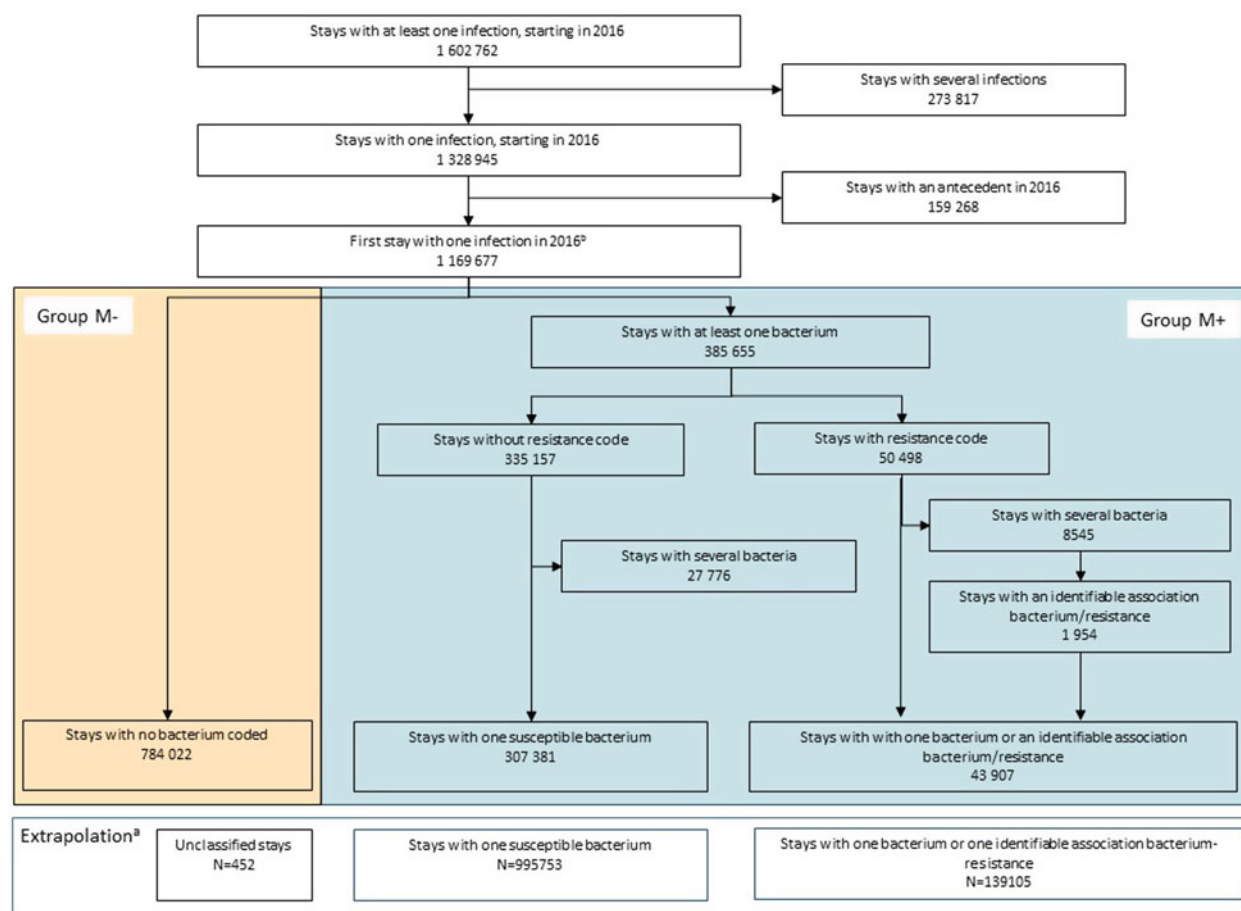 Stays with at least one infection, starting in 2016
1 602 762
Stays with several infections
273 817
Stays with one infection, starting in 2016
1 328 945
Stays with an antecedent in 2016
159 268
First stay with one infection in 2016ᵇ
1 169 677
Group M-
Group M+
Stays with at least one bacterium
385 655
Stays without resistance code
335 157
Stays with resistance code
50 498
Stays with several bacteria
8545
Stays with several bacteria
27 776
Stays with an identifiable association
bacterium/resistance
1 954
Stays with no bacterium coded
784 022
Stays with one susceptible bacterium
307 381
Stays with with one bacterium or an identifiable association
bacterium/resistance
43 907
Extrapolationᵃ
Unclassified stays
N=452
Stays with one susceptible bacterium
N=995753
Stays with one bacterium or one identifiable association bacterium-
resistance
N=139105